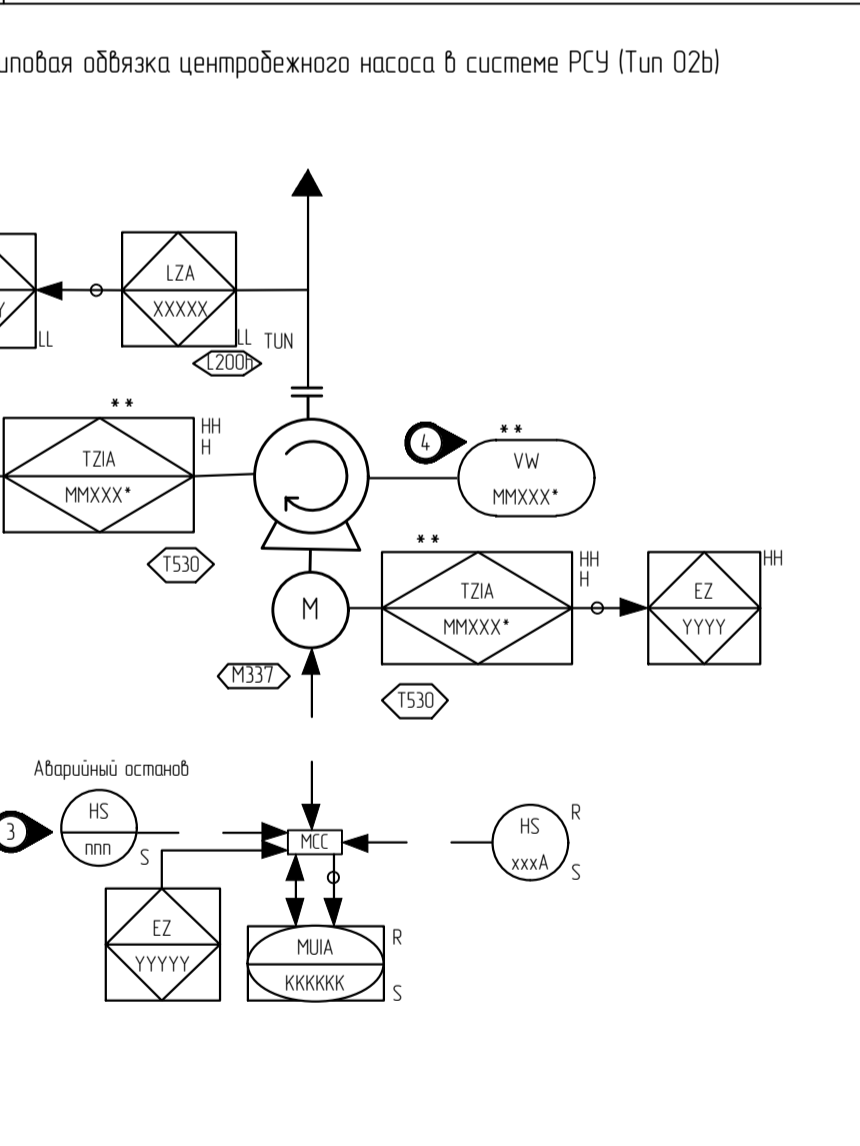 иповая обвязка центробежного насоса в системе РСУ (Тип 02b)
LZA
XXXXX
LL
LL
TUN
L200h
**
HH
H
TZIA
MMXXX*
T530
4
**
VW
MMXXX*
**
HH
H
TZIA
MMXXX*
T530
HH
EZ
YYYY
M
M337
Аварийный останов
3
HS
ппп
S
MCC
HS
xxxA
R
S
EZ
YYYYY
MUIA
KKKKKK
R
S